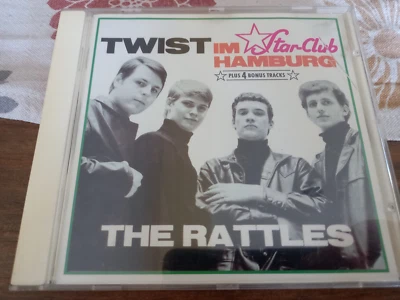 TWIST IM Star-Club
HAMBURG
PLUS 4 BONUS TRACKS
THE RATTLES